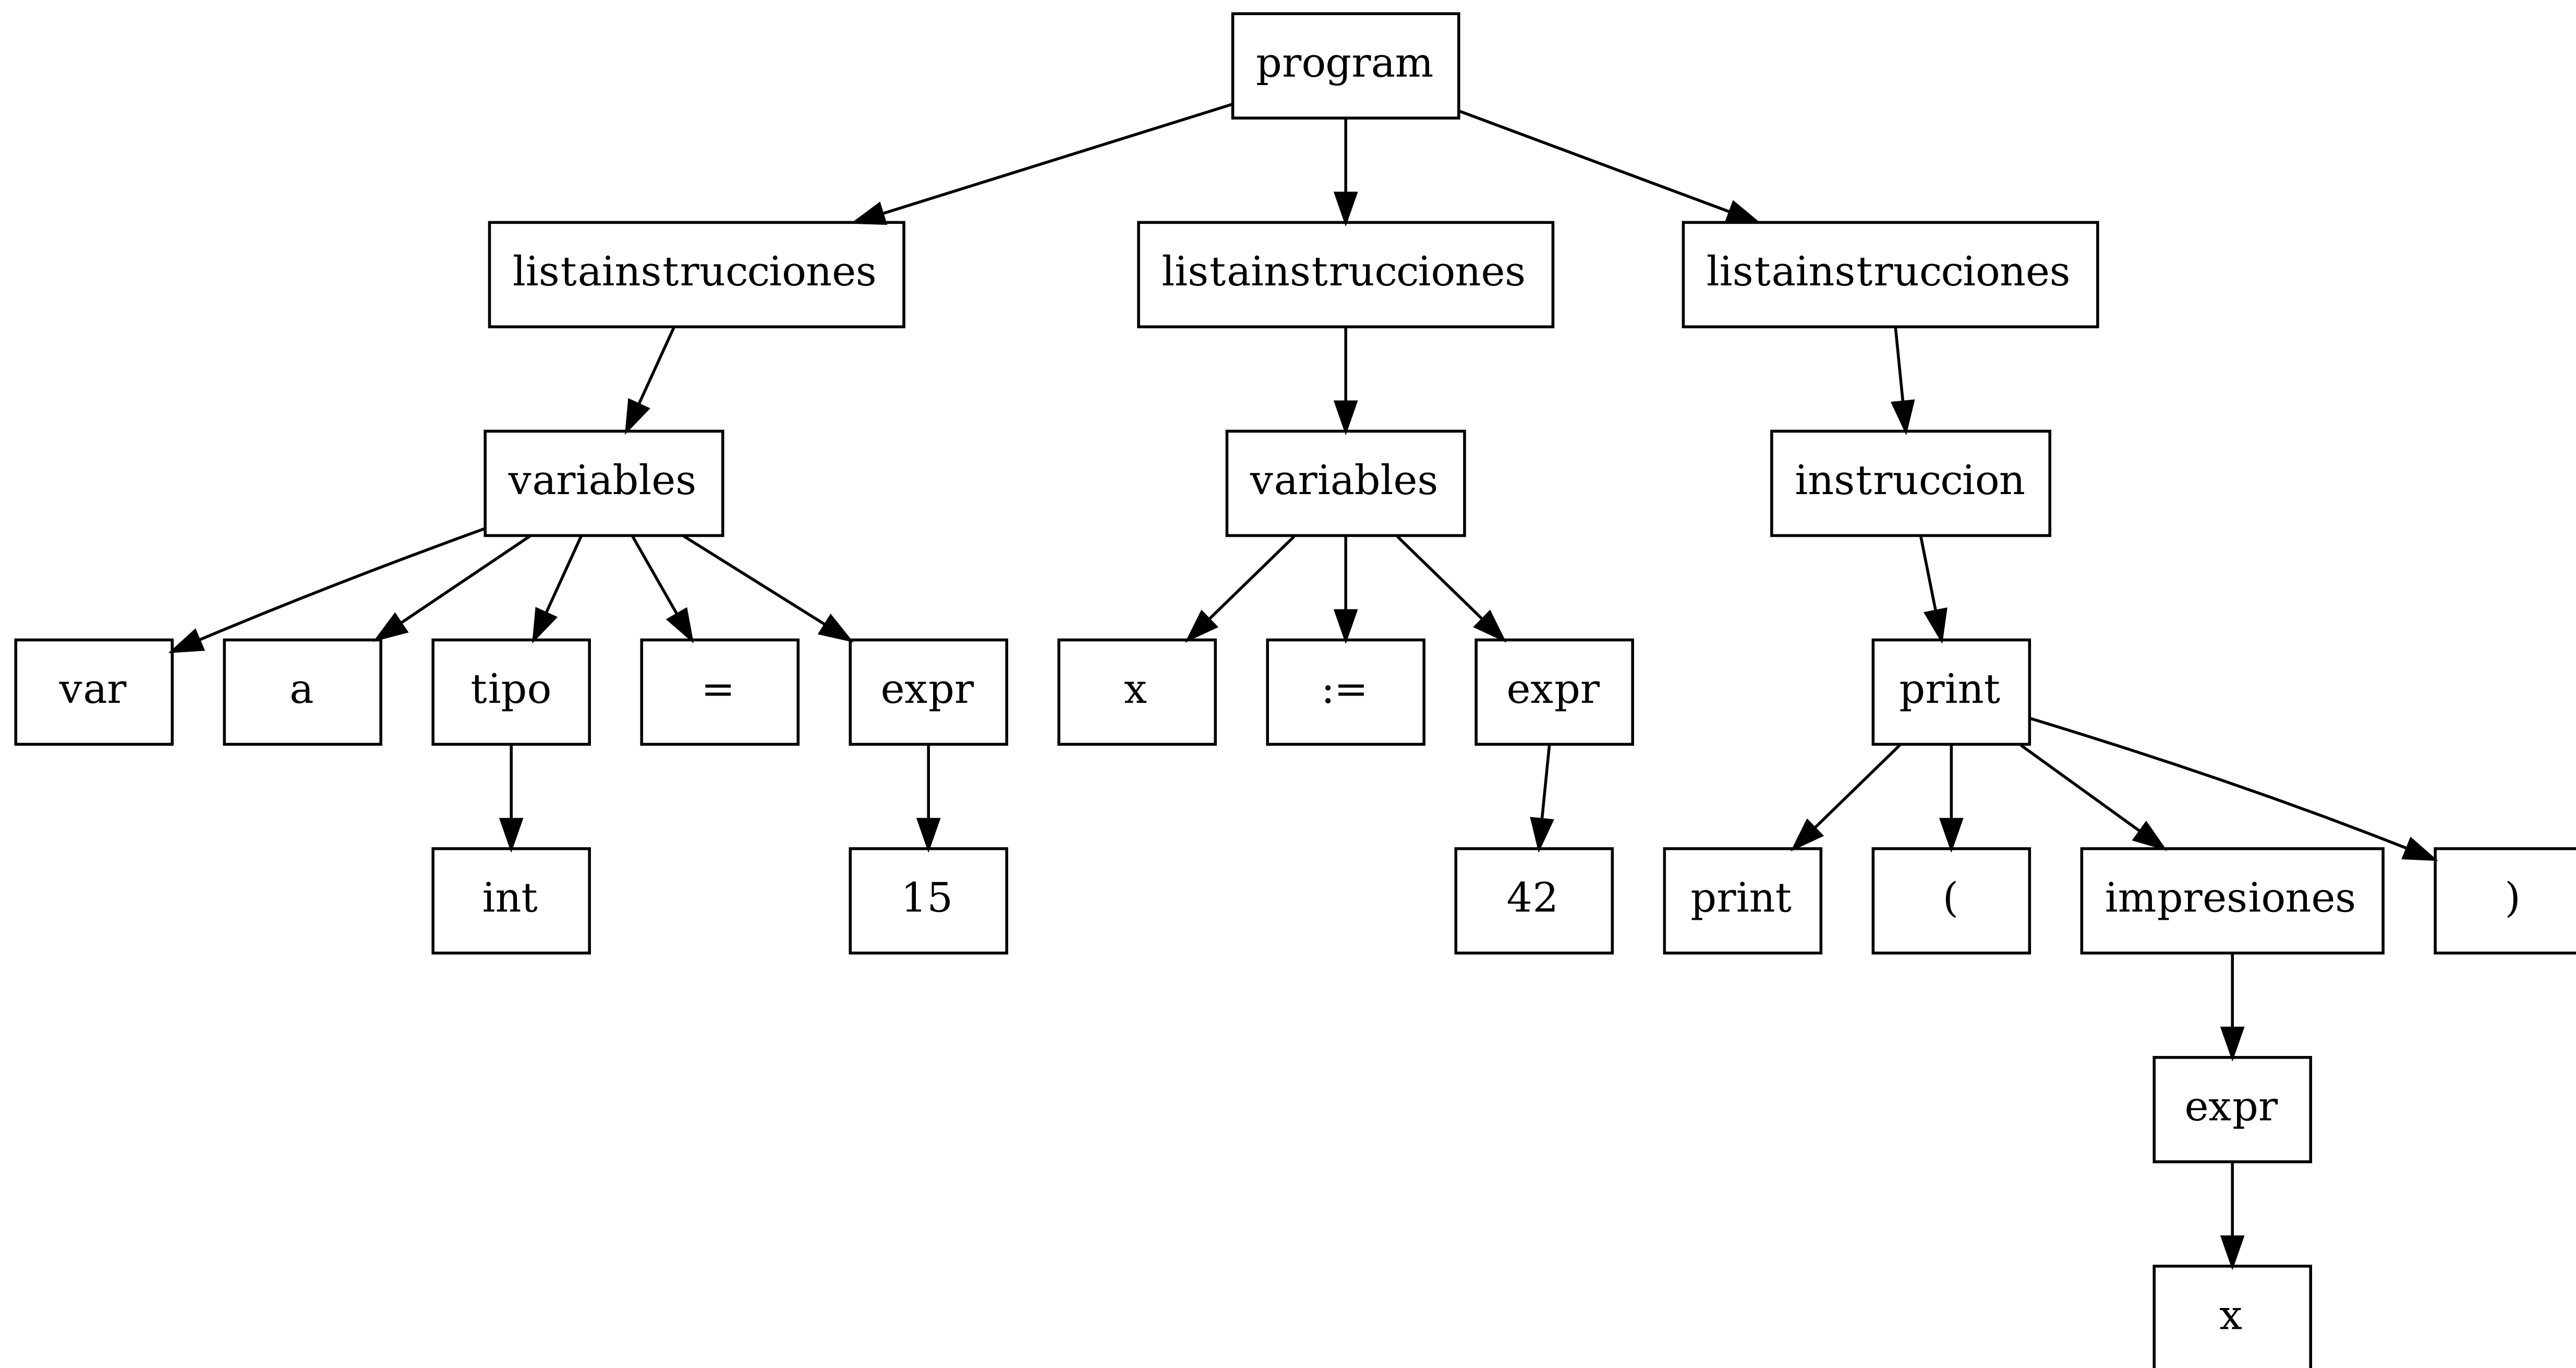 program
listainstrucciones listainstrucciones listainstrucciones
variables variables instruccion
var a tipo = expr x := expr print
int 15 42 print ( impresiones )
expr
x